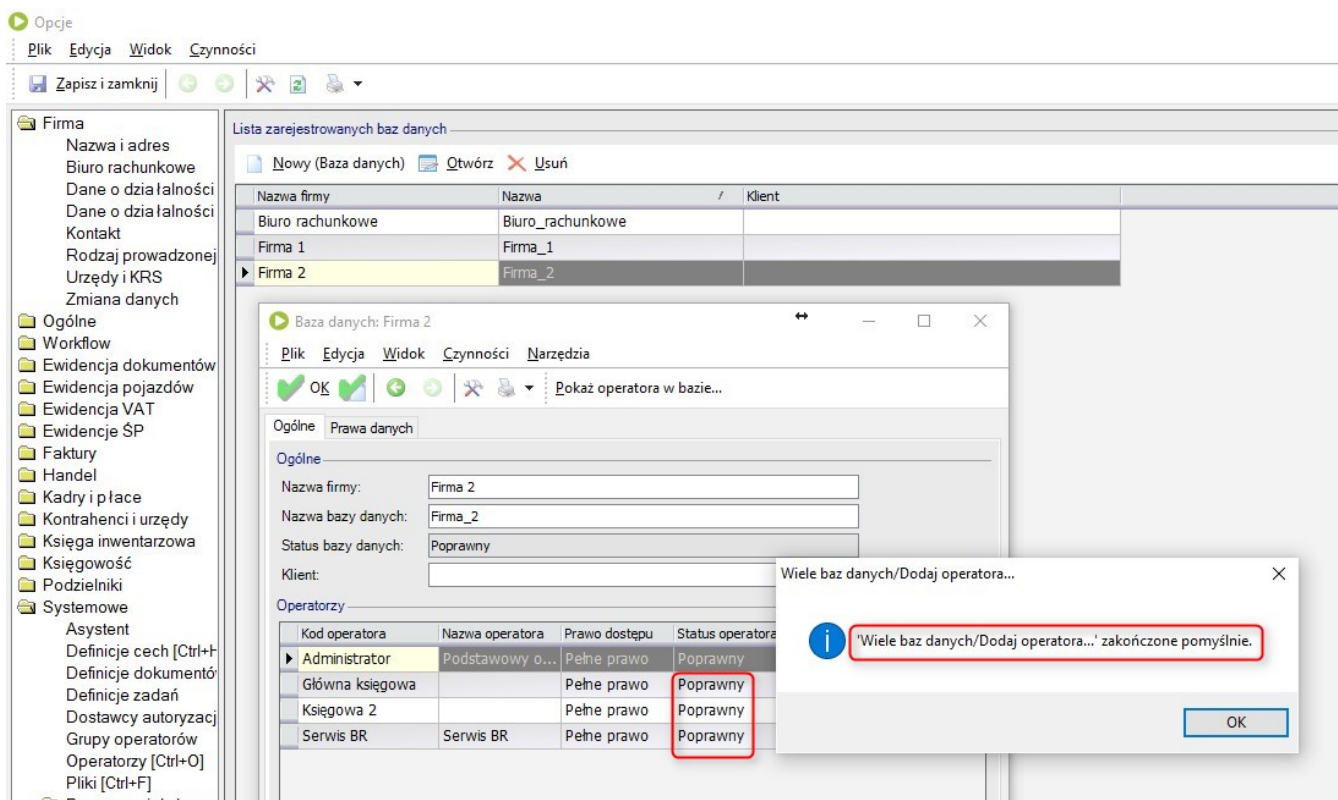 Opcje
Plik Edycja Widok Czynności
Zapisz i zamknij
Firma
Nazwa i adres
Biuro rachunkowe
Dane o działalności
Dane o działalności
Kontakt
Rodzaj prowadzonej
Urzędy i KRS
Zmiana danych
Ogólne
Workflow
Ewidencja dokumentów
Ewidencja pojazdów
Ewidencja VAT
Ewidencje ŚP
Faktury
Handel
Kadry i płace
Kontrahenci i urzędy
Księga inwentarzowa
Księgowość
Podzielniki
Systemowe
Asystent
Definicje cech [Ctrl+H
Definicje dokumentó
Definicje zadań
Dostawcy autoryzacj
Grupy operatorów
Operatorzy [Ctrl+O]
Pliki [Ctrl+F]
Lista zarejestrowanych baz danych
Nowy (Baza danych) Otwórz Usuń
Nazwa firmy Nazwa Klient
Biuro rachunkowe Biuro_rachunkowe
Firma 1 Firma_1
Firma 2 Firma_2
Baza danych: Firma 2
Plik Edycja Widok Czynności Narzędzia
OK Pokaż operatora w bazie...
Ogólne Prawa danych
Ogólne
Nazwa firmy: Firma 2
Nazwa bazy danych: Firma_2
Status bazy danych: Poprawny
Klient:
Operatorzy
Kod operatora Nazwa operatora Prawo dostępu Status operatora
Administrator Podstawowy o... Pełne prawo Poprawny
Główna księgowa Pełne prawo Poprawny
Księgowa 2 Pełne prawo Poprawny
Serwis BR Serwis BR Pełne prawo Poprawny
Wiele baz danych/Dodaj operatora...
'Wiele baz danych/Dodaj operatora...' zakończone pomyślnie.
OK